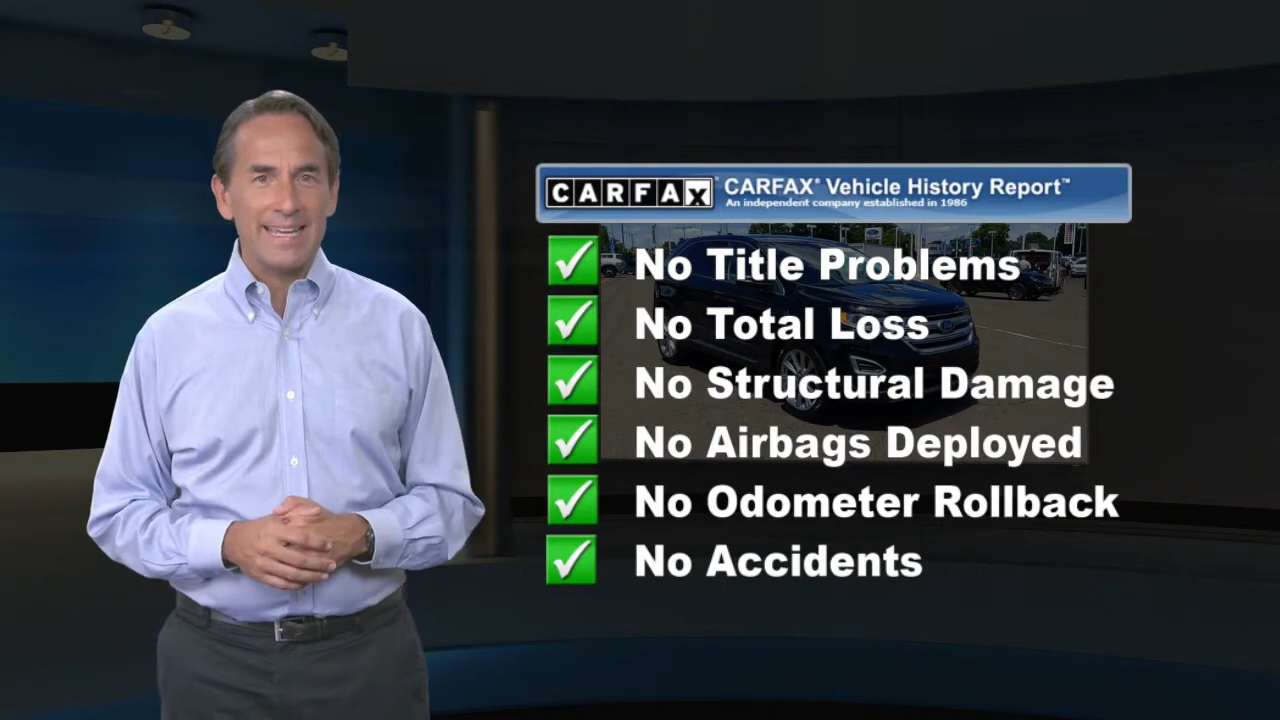 CARFAX
CARFAX® Vehicle History Report™
An independent company established in 1986
No Title Problems
No Total Loss
No Structural Damage
No Airbags Deployed
No Odometer Rollback
No Accidents